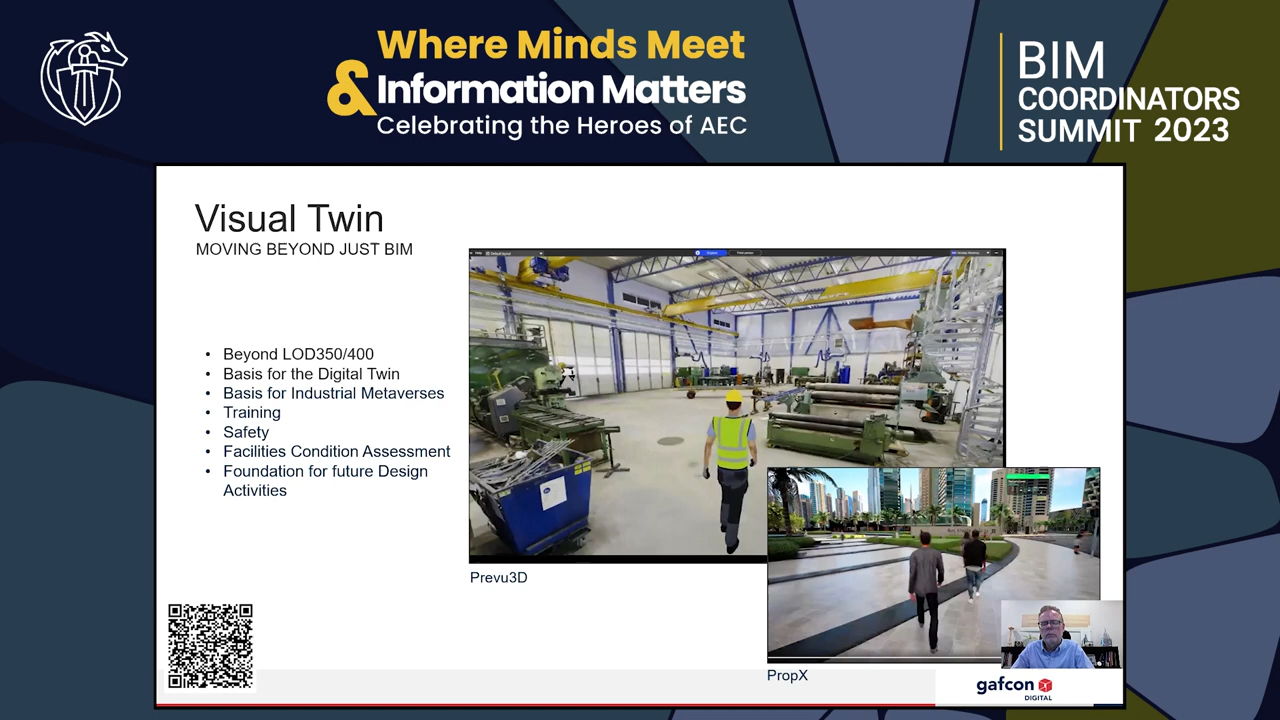 Where Minds Meet
& Information Matters
Celebrating the Heroes of AEC
BIM
COORDINATORS
SUMMIT 2023
Visual Twin
MOVING BEYOND JUST BIM
• Beyond LOD350/400
• Basis for the Digital Twin
• Basis for Industrial Metaverses
• Training
• Safety
• Facilities Condition Assessment
• Foundation for future Design
Activities
Prevu3D
PropX
gafcon
DIGITAL